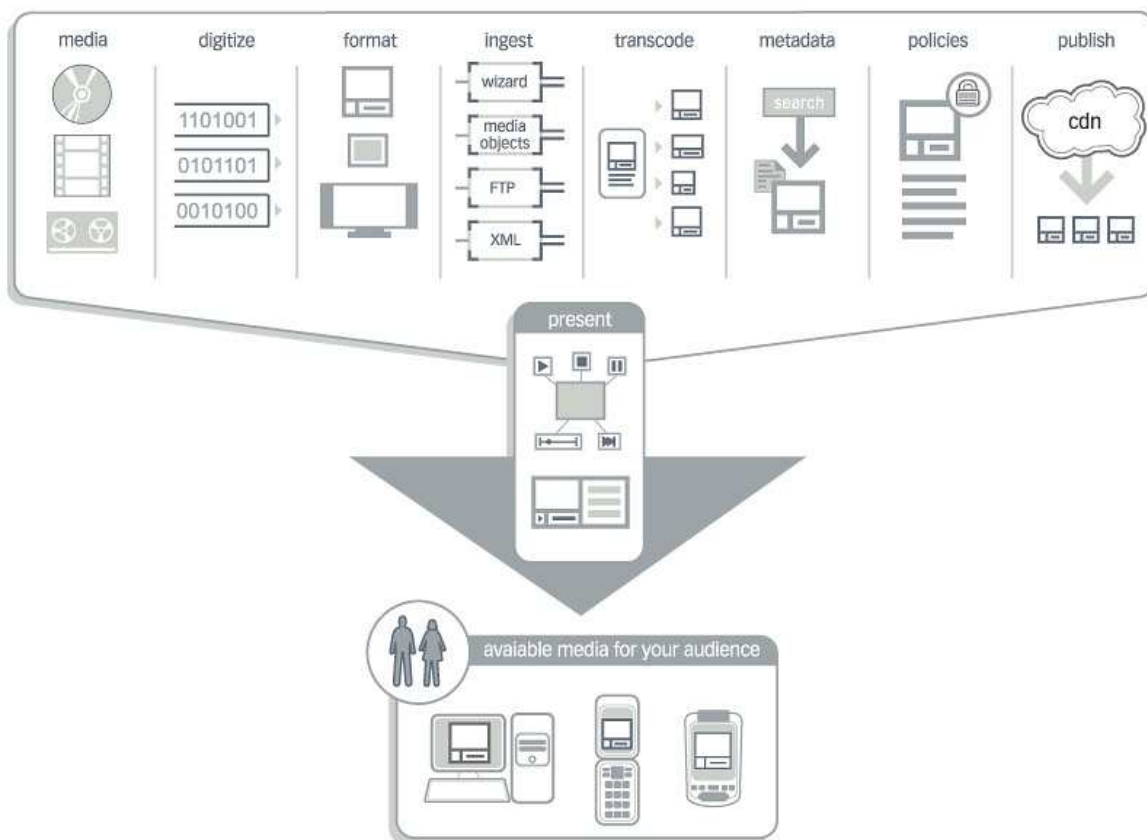 media
digitize
format
ingest
transcode
metadata
policies
publish
1101001
0101101
0010100
wizard
media
objects
FTP
XML
search
cdn
present
avaiable media for your audience